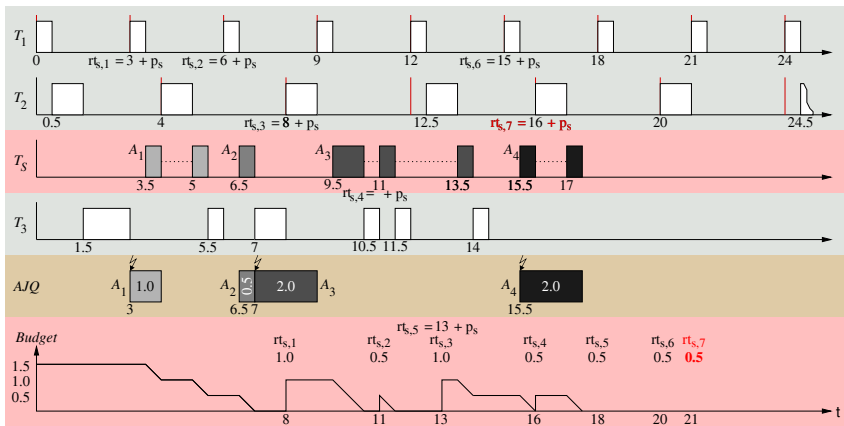 T1
0 3 6 9 12 15 18 21 24
rts,1 = 3 + ps rts,2 = 6 + ps rts,6 = 15 + ps
T2
0.5 4 8 12.5 16 20 24.5
rts,3 = 8 + ps rts,7 = 16 + ps
TS
A1 A2 A3 A4
3.5 5 6.5 9.5 11 13.5 15.5 17
rts,4 = + ps
T3
1.5 5.5 7 10.5 11.5 14
AJQ
A1 1.0 A2 0.5 2.0 A3 A4 2.0
3 6.5 7 15.5
rts,5 = 13 + ps
Budget
rts,1 rts,2 rts,3 rts,4 rts,5 rts,6 rts,7
1.0 0.5 1.0 0.5 0.5 0.5 0.5
1.5
1.0
0.5
t
8 11 13 16 18 20 21